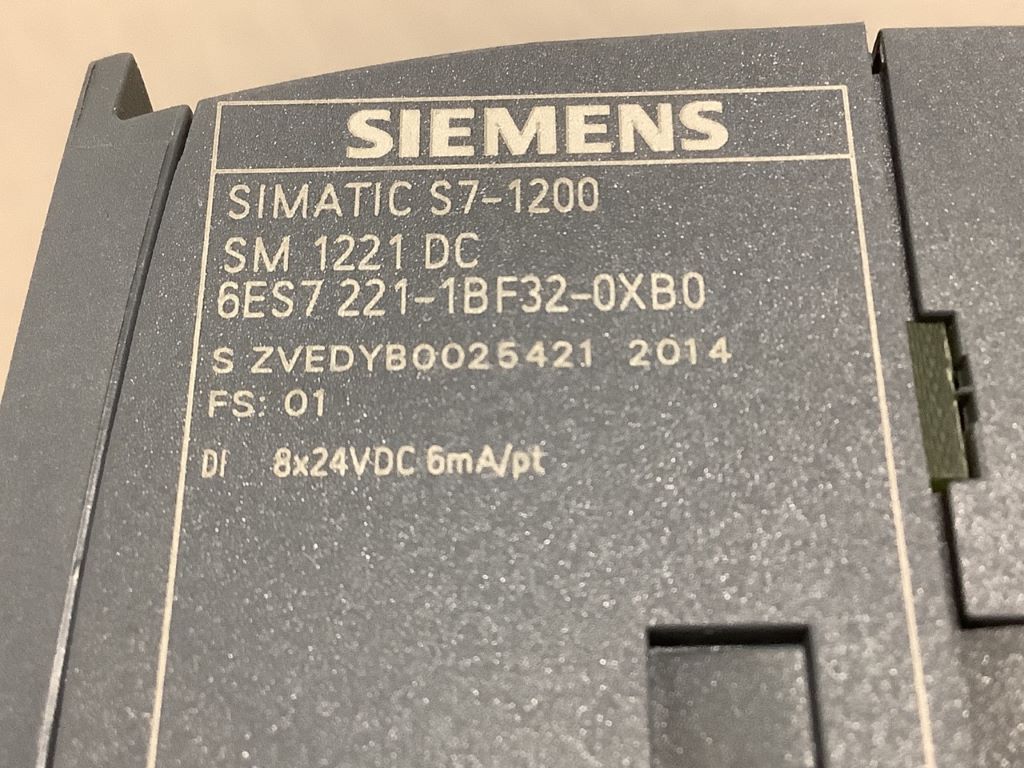 SIEMENS
SIMATIC S7-1200
SM 1221 DC
6ES7 221-1BF32-0XB0
S ZVEDYB0025421 2014
FS: 01
DI 8x24VDC 6mA/pt